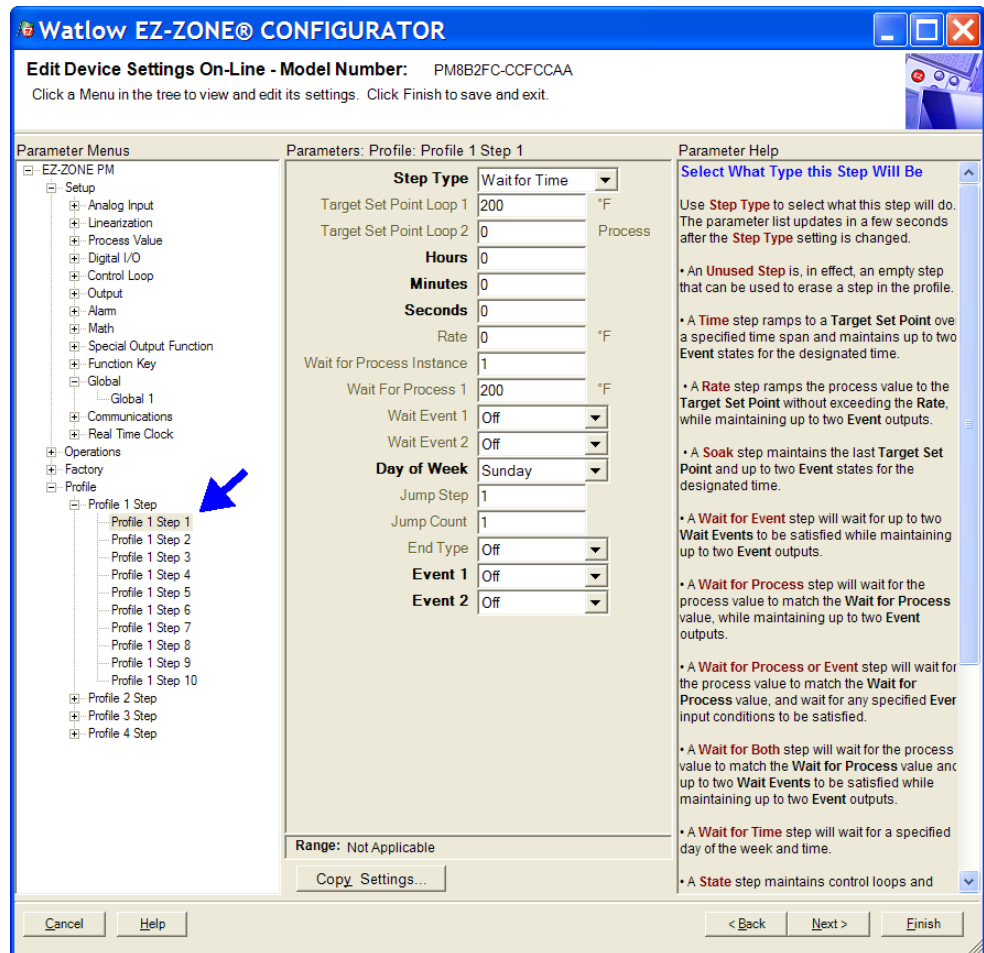 Watlow EZ-ZONE® CONFIGURATOR
Edit Device Settings On-Line - Model Number: PM8B2FC-CCFCCAA
Click a Menu in the tree to view and edit its settings. Click Finish to save and exit.
Parameter Menus
EZ-ZONE PM
Setup
Analog Input
Linearization
Process Value
Digital I/O
Control Loop
Output
Alarm
Math
Special Output Function
Function Key
Global
Global 1
Communications
Real Time Clock
Operations
Factory
Profile
Profile 1 Step
Profile 1 Step 1
Profile 1 Step 2
Profile 1 Step 3
Profile 1 Step 4
Profile 1 Step 5
Profile 1 Step 6
Profile 1 Step 7
Profile 1 Step 8
Profile 1 Step 9
Profile 1 Step 10
Profile 2 Step
Profile 3 Step
Profile 4 Step
Parameters: Profile: Profile 1 Step 1
Step Type Wait for Time
Target Set Point Loop 1 200 °F
Target Set Point Loop 2 0 Process
Hours 0
Minutes 0
Seconds 0
Rate 0 °F
Wait for Process Instance 1
Wait For Process 1 200 °F
Wait Event 1 Off
Wait Event 2 Off
Day of Week Sunday
Jump Step 1
Jump Count 1
End Type Off
Event 1 Off
Event 2 Off
Range: Not Applicable
Copy Settings...
Parameter Help
Select What Type this Step Will Be
Use Step Type to select what this step will do.
The parameter list updates in a few seconds
after the Step Type setting is changed.
• An Unused Step is, in effect, an empty step
that can be used to erase a step in the profile.
• A Time step ramps to a Target Set Point ove
a specified time span and maintains up to two
Event states for the designated time.
• A Rate step ramps the process value to the
Target Set Point without exceeding the Rate,
while maintaining up to two Event outputs.
• A Soak step maintains the last Target Set
Point and up to two Event states for the
designated time.
• A Wait for Event step will wait for up to two
Wait Events to be satisfied while maintaining
up to two Event outputs.
• A Wait for Process step will wait for the
process value to match the Wait for Process
value, while maintaining up to two Event
outputs.
• A Wait for Process or Event step will wait for
the process value to match the Wait for
Process value, and wait for any specified Even
input conditions to be satisfied.
• A Wait for Both step will wait for the process
value to match the Wait for Process value and
up to two Wait Events to be satisfied while
maintaining up to two Event outputs.
• A Wait for Time step will wait for a specified
day of the week and time.
• A State step maintains control loops and
Cancel
Help
< Back
Next >
Finish